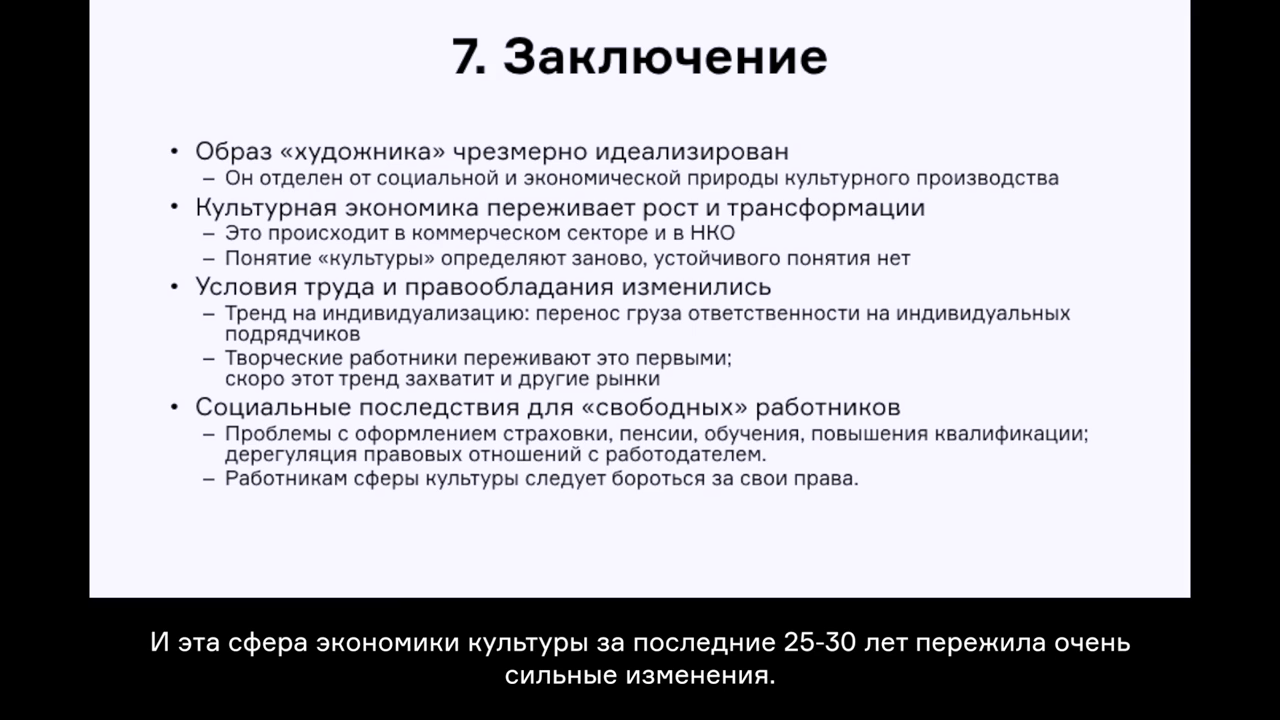 7. Заключение
• Образ «художника» чрезмерно идеализирован
– Он отделен от социальной и экономической природы культурного производства
• Культурная экономика переживает рост и трансформации
– Это происходит в коммерческом секторе и в НКО
– Понятие «культуры» определяют заново, устойчивого понятия нет
• Условия труда и правообладания изменились
– Тренд на индивидуализацию: перенос груза ответственности на индивидуальных
подрядчиков
– Творческие работники переживают это первыми;
скоро этот тренд захватит и другие рынки
• Социальные последствия для «свободных» работников
– Проблемы с оформлением страховки, пенсии, обучения, повышения квалификации;
дерегуляция правовых отношений с работодателем.
– Работникам сферы культуры следует бороться за свои права.
И эта сфера экономики культуры за последние 25-30 лет пережила очень
сильные изменения.